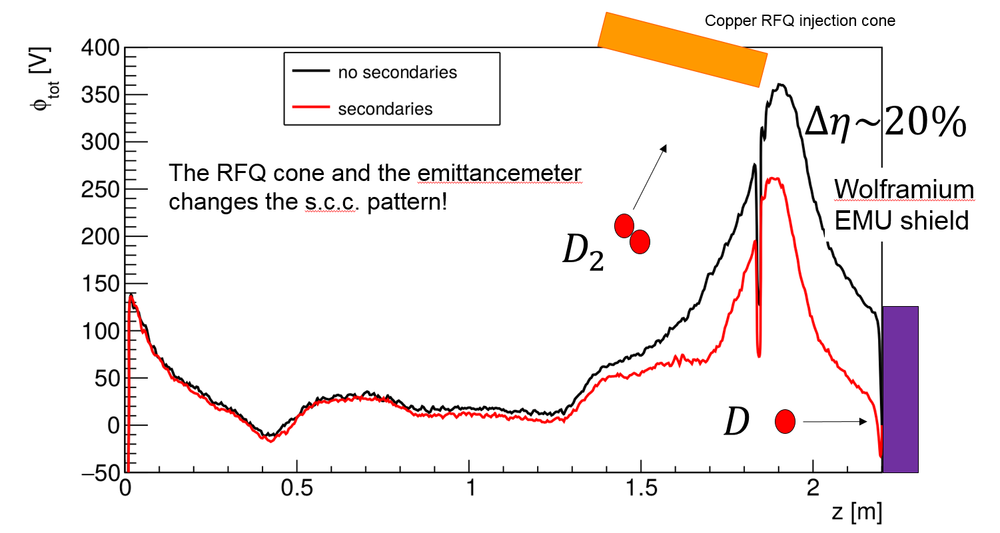 Copper RFQ injection cone
ϕtot [V]
400
350
300
250
200
150
100
50
0
−50
no secondaries
secondaries
Δη~20%
The RFQ cone and the emittancemeter
changes the s.c.c. pattern!
Wolframium
EMU shield
D₂
D
0
0.5
1
1.5
2
z [m]